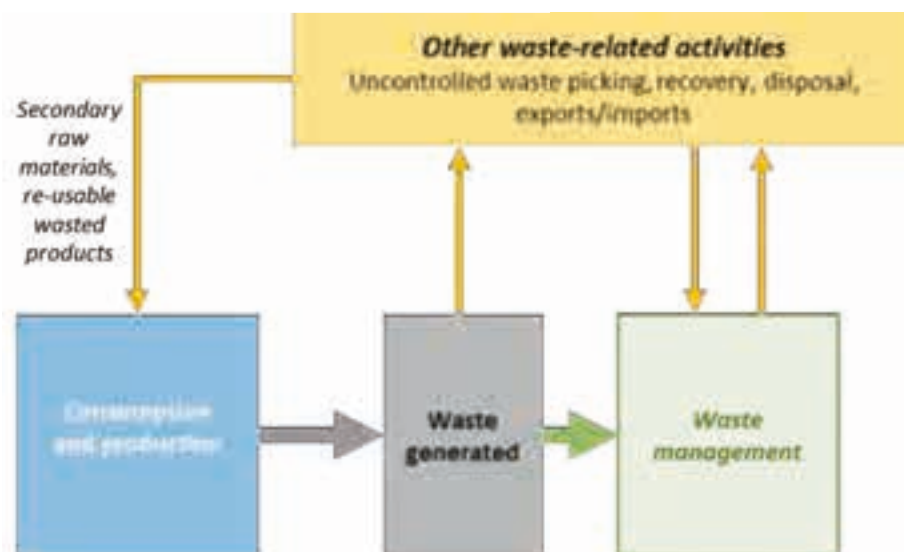 Other waste-related activities
Uncontrolled waste picking, recovery, disposal,
exports/imports
Secondary
raw
materials,
re-usable
wasted
products
Consumption
and production
Waste
generated
Waste
management